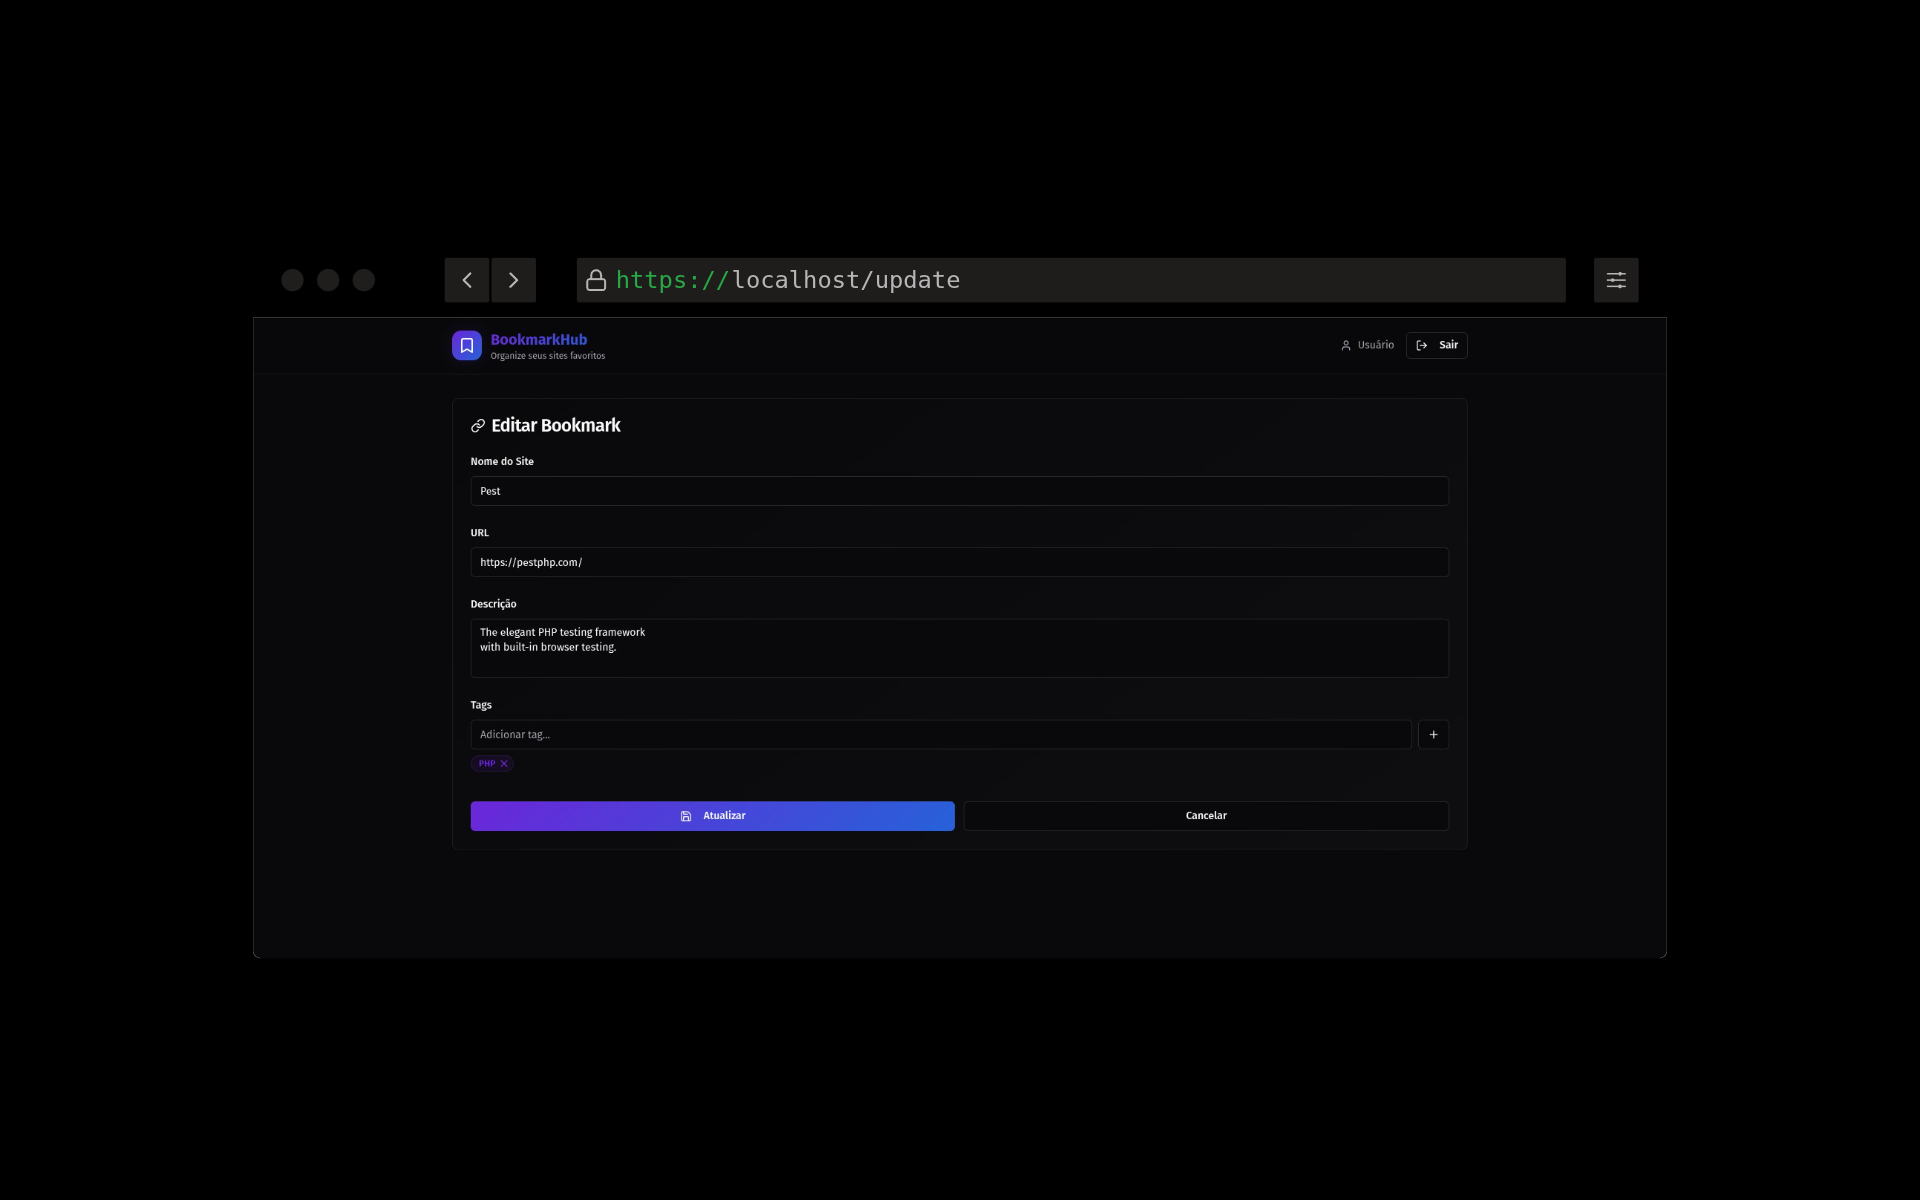 https://localhost/update
BookmarkHub
Organize seus sites favoritos
Usuário
Sair
Editar Bookmark
Nome do Site
Pest
URL
https://pestphp.com/
Descrição
The elegant PHP testing framework
with built-in browser testing.
Tags
Adicionar tag...
PHP
Atualizar
Cancelar